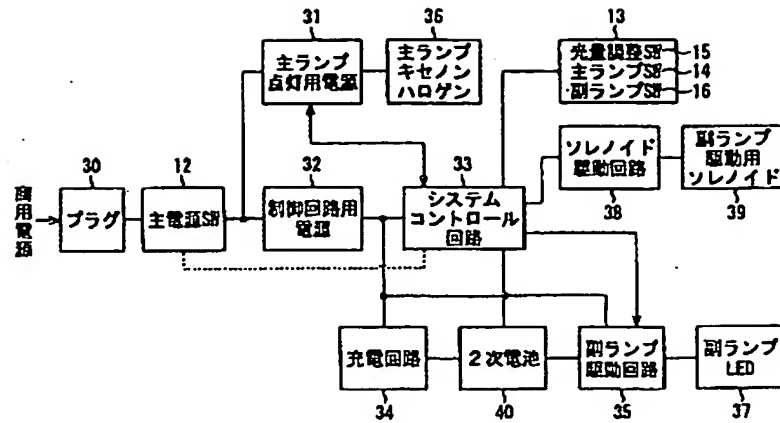 31
36
13
主ランプ
点灯用電源
主ランプ
キセノン
ハロゲン
光量調整SW
15
主ランプSW
14
副ランプSW
16
30
12
32
33
商用電源
プラグ
主電源SW
制御回路用
電源
システム
コントロール
回路
ソレノイド
駆動回路
副ランプ
駆動用
ソレノイド
38
39
充電回路
2次電池
副ランプ
駆動回路
副ランプ
LED
34
40
35
37